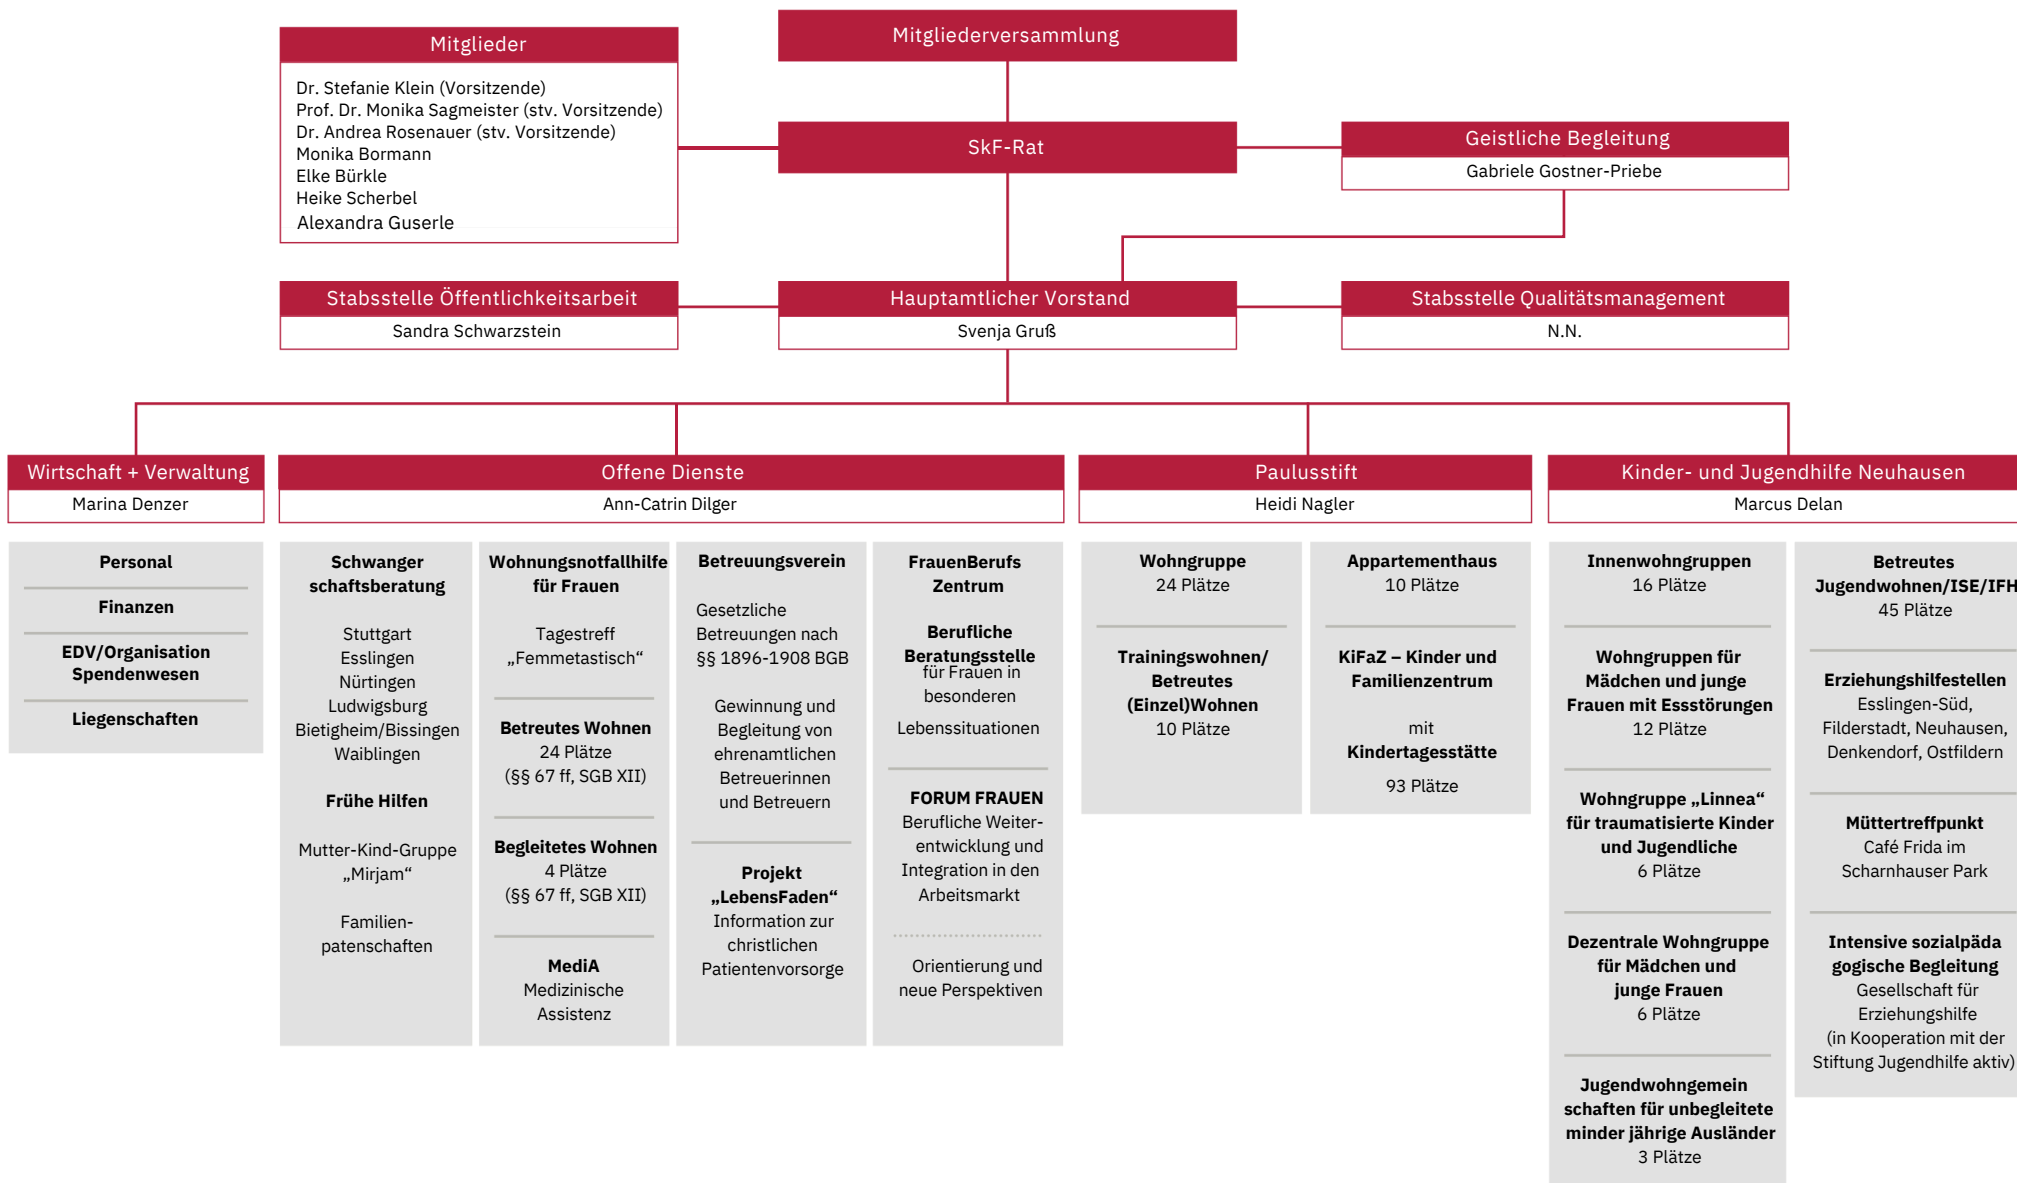 Mitgliederversammlung
Mitglieder
Dr. Stefanie Klein (Vorsitzende)
Prof. Dr. Monika Sagmeister (stv. Vorsitzende)
Dr. Andrea Rosenauer (stv. Vorsitzende)
Monika Bormann
Elke Bürkle
Heike Scherbel
Alexandra Guserle
SkF-Rat
Geistliche Begleitung
Gabriele Gostner-Priebe
Stabsstelle Öffentlichkeitsarbeit
Sandra Schwarzstein
Hauptamtlicher Vorstand
Svenja Gruß
Stabsstelle Qualitätsmanagement
N.N.
Wirtschaft + Verwaltung
Marina Denzer
Personal
Finanzen
EDV/Organisation
Spendenwesen
Liegenschaften
Offene Dienste
Ann-Catrin Dilger
Schwanger
schaftsberatung
Stuttgart
Esslingen
Nürtingen
Ludwigsburg
Bietigheim/Bissingen
Waiblingen
Frühe Hilfen
Mutter-Kind-Gruppe
„Mirjam“
Familien-
patenschaften
Wohnungsnotfallhilfe
für Frauen
Tagestreff
„Femmetastisch“
Betreutes Wohnen
24 Plätze
(§§ 67 ff, SGB XII)
Begleitetes Wohnen
4 Plätze
(§§ 67 ff, SGB XII)
MediA
Medizinische
Assistenz
Betreuungsverein
Gesetzliche
Betreuungen nach
§§ 1896-1908 BGB
Gewinnung und
Begleitung von
ehrenamtlichen
Betreuerinnen
und Betreuern
Projekt
„LebensFaden“
Information zur
christlichen
Patientenvorsorge
FrauenBerufs
Zentrum
Berufliche
Beratungsstelle
für Frauen in
besonderen
Lebenssituationen
FORUM FRAUEN
Berufliche Weiter-
entwicklung und
Integration in den
Arbeitsmarkt
Orientierung und
neue Perspektiven
Paulusstift
Heidi Nagler
Wohngruppe
24 Plätze
Trainingswohnen/
Betreutes
(Einzel)Wohnen
10 Plätze
Appartementhaus
10 Plätze
KiFaZ – Kinder und
Familienzentrum
mit
Kindertagesstätte
93 Plätze
Kinder- und Jugendhilfe Neuhausen
Marcus Delan
Innenwohngruppen
16 Plätze
Wohngruppen für
Mädchen und junge
Frauen mit Essstörungen
12 Plätze
Wohngruppe „Linnea“
für traumatisierte Kinder
und Jugendliche
6 Plätze
Dezentrale Wohngruppe
für Mädchen und
junge Frauen
6 Plätze
Jugendwohngemein
schaften für unbegleitete
minder jährige Ausländer
3 Plätze
Betreutes
Jugendwohnen/ISE/IFH
45 Plätze
Erziehungshilfestellen
Esslingen-Süd,
Filderstadt, Neuhausen,
Denkendorf, Ostfildern
Müttertreffpunkt
Café Frida im
Scharnhauser Park
Intensive sozialpäda
gogische Begleitung
Gesellschaft für
Erziehungshilfe
(in Kooperation mit der
Stiftung Jugendhilfe aktiv)